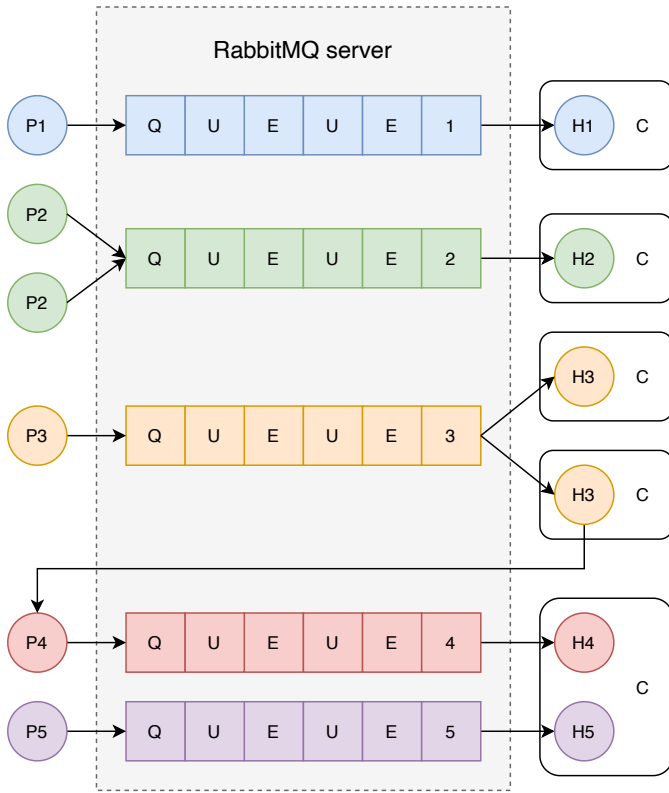 RabbitMQ server
P1 Q U E U E 1 H1 C
P2
Q U E U E 2 H2 C
P2
H3 C
P3 Q U E U E 3
H3 C
P4 Q U E U E 4 H4
C
P5 Q U E U E 5 H5